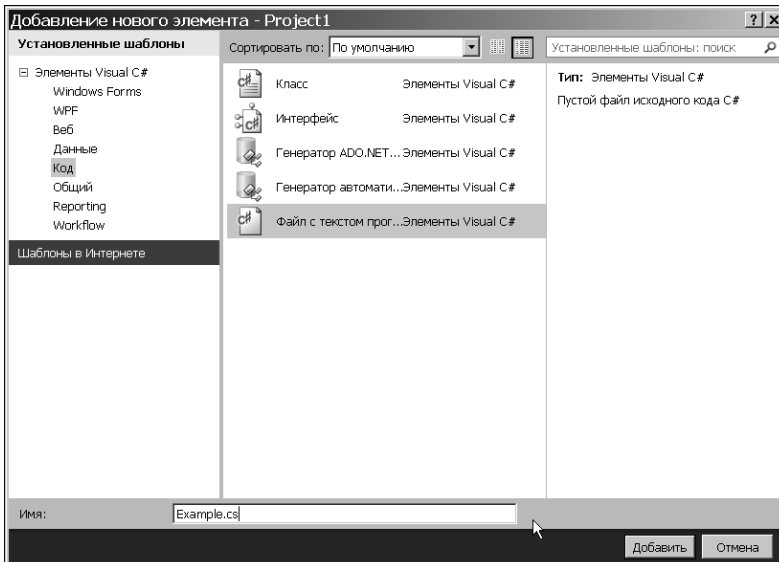 Добавление нового элемента - Project1
Установленные шаблоны
Сортировать по: По умолчанию
Установленные шаблоны: поиск
Элементы Visual C#
Windows Forms
WPF
Веб
Данные
Код
Общий
Reporting
Workflow
Шаблоны в Интернете
Класс Элементы Visual C#
Интерфейс Элементы Visual C#
Генератор ADO.NET... Элементы Visual C#
Генератор автомати... Элементы Visual C#
Файл с текстом прог... Элементы Visual C#
Тип: Элементы Visual C#
Пустой файл исходного кода C#
Имя: Example.cs
Добавить Отмена